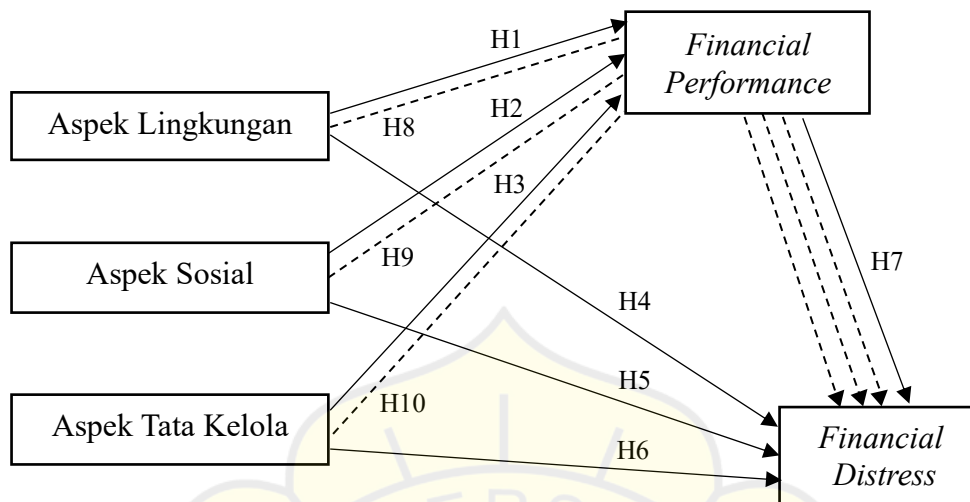 H1
Financial
Performance
Aspek Lingkungan
H2
H8
H3
Aspek Sosial
H9
H7
H4
H5
Aspek Tata Kelola
H10
H6
Financial
Distress